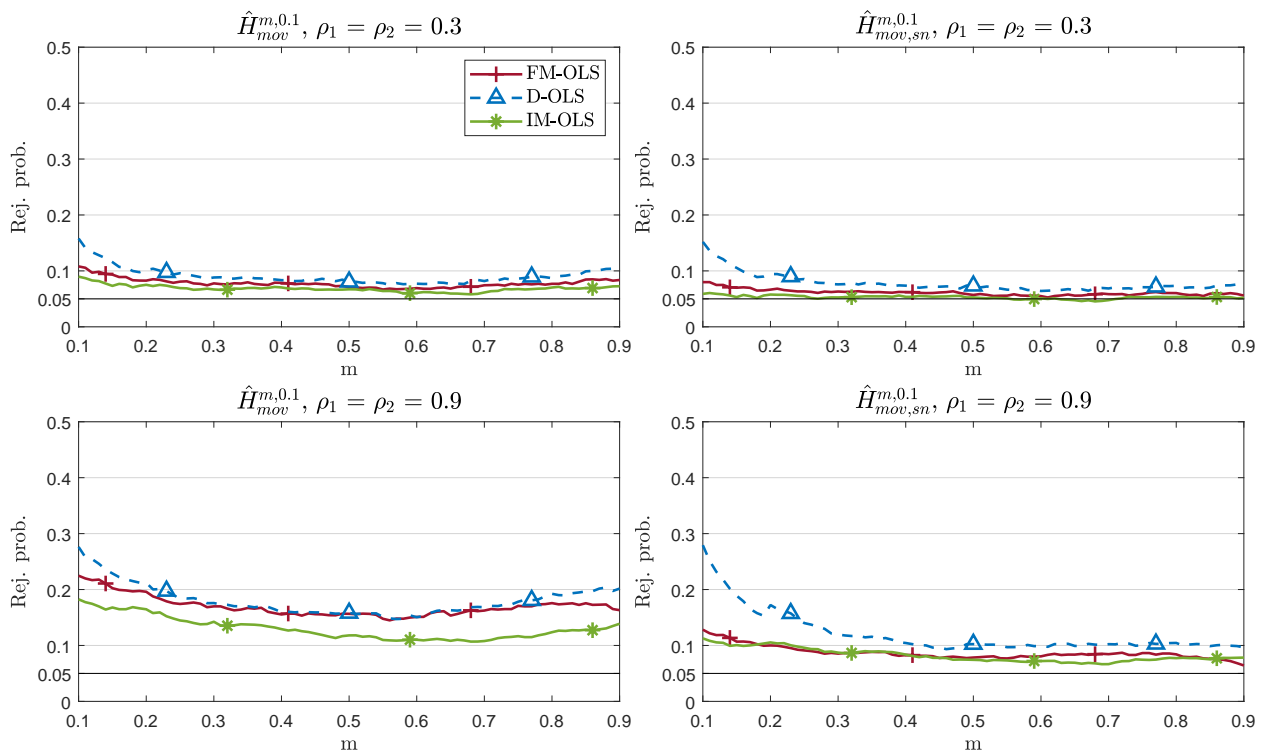 Ĥ_{mov}^{m,0.1}, ρ₁ = ρ₂ = 0.3
Rej. prob.
0.5
0.4
0.3
0.2
0.1
0.05
0
0.1 0.2 0.3 0.4 0.5 0.6 0.7 0.8 0.9
m
FM-OLS
D-OLS
IM-OLS
Ĥ_{mov,sn}^{m,0.1}, ρ₁ = ρ₂ = 0.3
Rej. prob.
0.5
0.4
0.3
0.2
0.1
0.05
0
0.1 0.2 0.3 0.4 0.5 0.6 0.7 0.8 0.9
m
Ĥ_{mov}^{m,0.1}, ρ₁ = ρ₂ = 0.9
Rej. prob.
0.5
0.4
0.3
0.2
0.1
0.05
0
0.1 0.2 0.3 0.4 0.5 0.6 0.7 0.8 0.9
m
Ĥ_{mov,sn}^{m,0.1}, ρ₁ = ρ₂ = 0.9
Rej. prob.
0.5
0.4
0.3
0.2
0.1
0.05
0
0.1 0.2 0.3 0.4 0.5 0.6 0.7 0.8 0.9
m